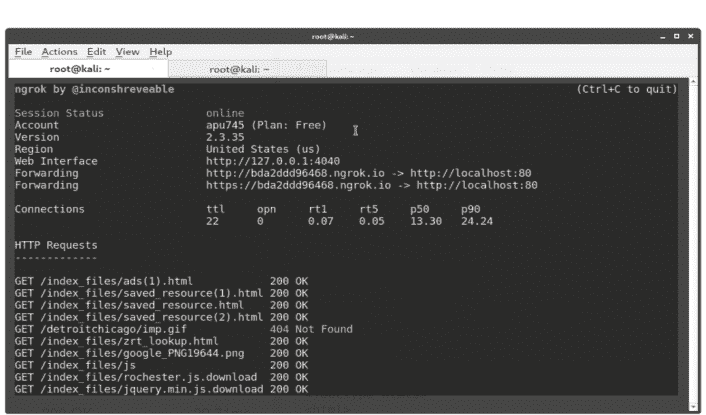 root@kali: ~
File Actions Edit View Help
root@kali: ~ root@kali: ~
ngrok by @inconshreveable (Ctrl+C to quit)
Session Status online
Account apu745 (Plan: Free)
Version 2.3.35
Region United States (us)
Web Interface http://127.0.0.1:4040
Forwarding http://bda2ddd96468.ngrok.io -> http://localhost:80
Forwarding https://bda2ddd96468.ngrok.io -> http://localhost:80
Connections ttl opn rt1 rt5 p50 p90
22 0 0.07 0.05 13.30 24.24
HTTP Requests
-------------
GET /index_files/ads(1).html 200 OK
GET /index_files/saved_resource(1).html 200 OK
GET /index_files/saved_resource.html 200 OK
GET /index_files/saved_resource(2).html 200 OK
GET /detroitchicago/imp.gif 404 Not Found
GET /index_files/zrt_lookup.html 200 OK
GET /index_files/google_PNG19644.png 200 OK
GET /index_files/js 200 OK
GET /index_files/rochester.js.download 200 OK
GET /index_files/jquery.min.js.download 200 OK